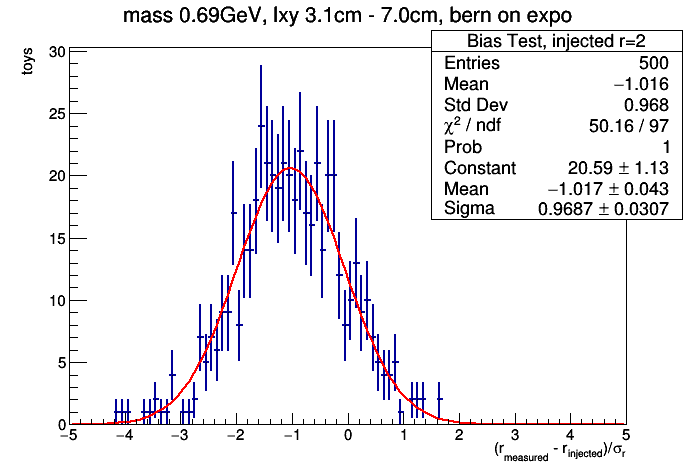 mass 0.69GeV, lxy 3.1cm - 7.0cm, bern on expo
Bias Test, injected r=2
Entries 500
Mean −1.016
Std Dev 0.968
χ² / ndf 50.16 / 97
Prob 1
Constant 20.59 ± 1.13
Mean −1.017 ± 0.043
Sigma 0.9687 ± 0.0307
toys
30
25
20
15
10
5
0
−5 −4 −3 −2 −1 0 1 2 3 4 5
(r_measured - r_injected)/σ_r